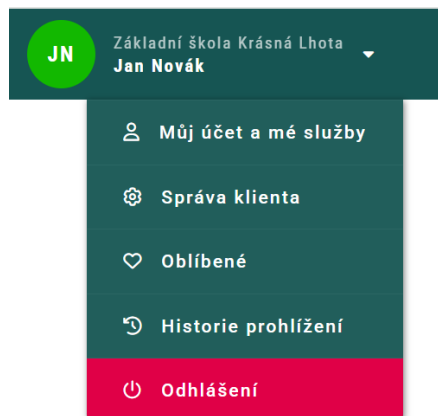 JN
Základní škola Krásná Lhota
Jan Novák
Můj účet a mé služby
Správa klienta
Oblíbené
Historie prohlížení
Odhlášení